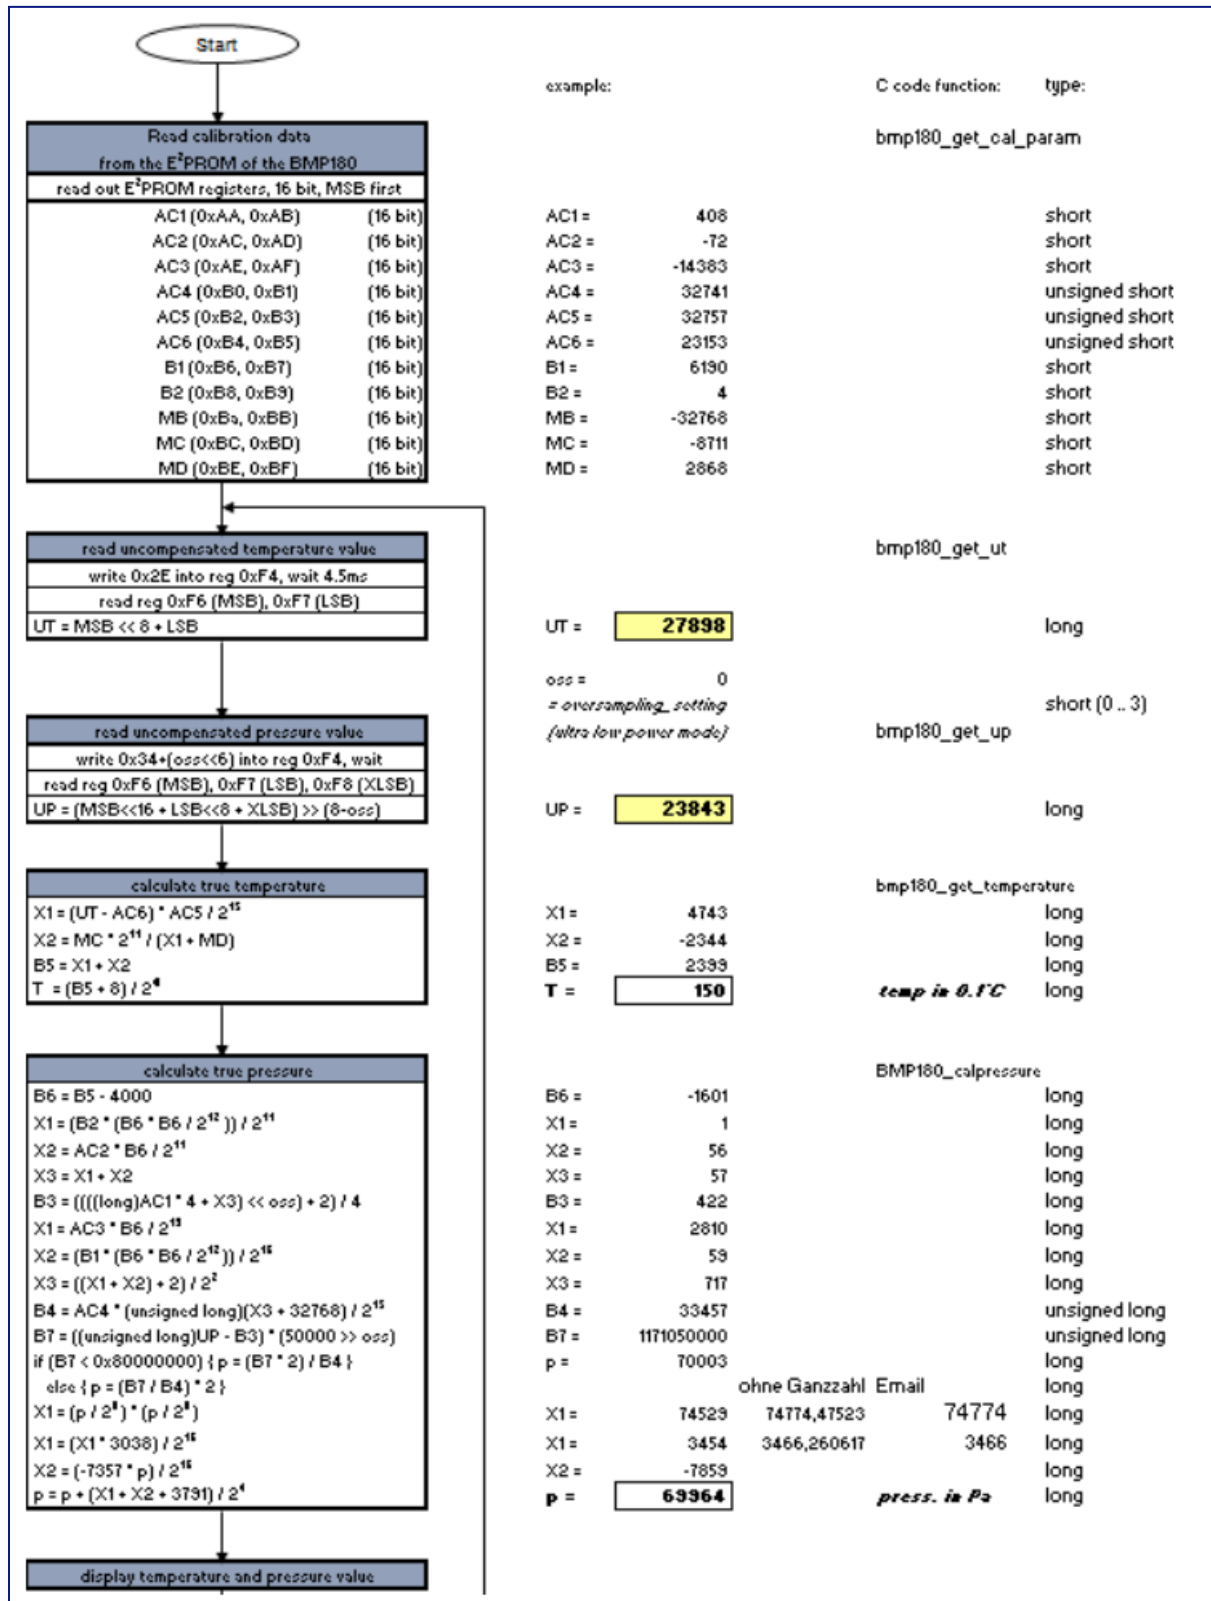 Start
example: C code function: type:
Read calibration data bmp180_get_cal_param
from the E²PROM of the BMP180
read out E²PROM registers, 16 bit, MSB first
AC1 (0xAA, 0xAB) (16 bit) AC1 = 408 short
AC2 (0xAC, 0xAD) (16 bit) AC2 = -72 short
AC3 (0xAE, 0xAF) (16 bit) AC3 = -14383 short
AC4 (0xB0, 0xB1) (16 bit) AC4 = 32741 unsigned short
AC5 (0xB2, 0xB3) (16 bit) AC5 = 32757 unsigned short
AC6 (0xB4, 0xB5) (16 bit) AC6 = 23153 unsigned short
B1 (0xB6, 0xB7) (16 bit) B1 = 6190 short
B2 (0xB8, 0xB9) (16 bit) B2 = 4 short
MB (0xBa, 0xBB) (16 bit) MB = -32768 short
MC (0xBC, 0xBD) (16 bit) MC = -8711 short
MD (0xBE, 0xBF) (16 bit) MD = 2868 short
read uncompensated temperature value bmp180_get_ut
write 0x2E into reg 0xF4, wait 4.5ms
read reg 0xF6 (MSB), 0xF7 (LSB)
UT = MSB << 8 + LSB UT = 27898 long
oss = 0
= oversampling_setting short (0 .. 3)
read uncompensated pressure value (ultra low power mode) bmp180_get_up
write 0x34+(oss<<6) into reg 0xF4, wait
read reg 0xF6 (MSB), 0xF7 (LSB), 0xF8 (XLSB)
UP = (MSB<<16 + LSB<<8 + XLSB) >> (8-oss) UP = 23843 long
calculate true temperature bmp180_get_temperature
X1 = (UT - AC6) * AC5 / 2¹⁵ X1 = 4743 long
X2 = MC * 2¹¹ / (X1 + MD) X2 = -2344 long
B5 = X1 + X2 B5 = 2399 long
T = (B5 + 8) / 2⁴ T = 150 temp in 0.1°C long
calculate true pressure BMP180_calpressure
B6 = B5 - 4000 B6 = -1601 long
X1 = (B2 * (B6 * B6 / 2¹² )) / 2¹¹ X1 = 1 long
X2 = AC2 * B6 / 2¹¹ X2 = 56 long
X3 = X1 + X2 X3 = 57 long
B3 = ((((long)AC1 * 4 + X3) << oss) + 2) / 4 B3 = 422 long
X1 = AC3 * B6 / 2¹³ X1 = 2810 long
X2 = (B1 * (B6 * B6 / 2¹² )) / 2¹⁶ X2 = 59 long
X3 = ((X1 + X2) + 2) / 2² X3 = 717 long
B4 = AC4 * (unsigned long)(X3 + 32768) / 2¹⁵ B4 = 33457 unsigned long
B7 = ((unsigned long)UP - B3) * (50000 >> oss) B7 = 1171050000 unsigned long
if (B7 < 0x80000000) { p = (B7 * 2) / B4 } p = 70003 long
else { p = (B7 / B4) * 2 } ohne Ganzzahl Email long
X1 = (p / 2⁸) * (p / 2⁸) X1 = 74529 74774,47523 74774 long
X1 = (X1 * 3038) / 2¹⁶ X1 = 3454 3466,260617 3466 long
X2 = (-7357 * p) / 2¹⁶ X2 = -7859 long
p = p + (X1 + X2 + 3791) / 2⁴ p = 69964 press. in Pa long
display temperature and pressure value